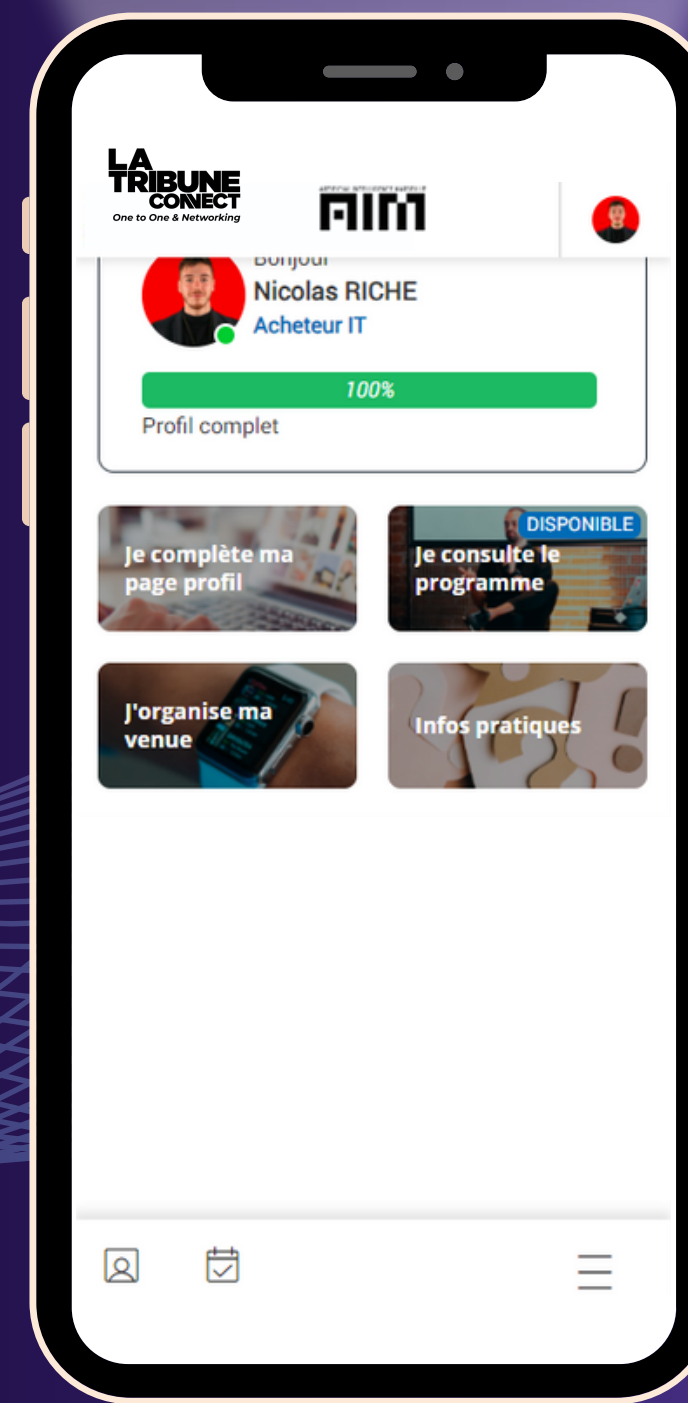 LA
TRIBUNE
CONNECT
One to One & Networking
AIM
Bonjour
Nicolas RICHE
Acheteur IT
100%
Profil complet
Je complète ma
page profil
DISPONIBLE
Je consulte le
programme
J'organise ma
venue
Infos pratiques